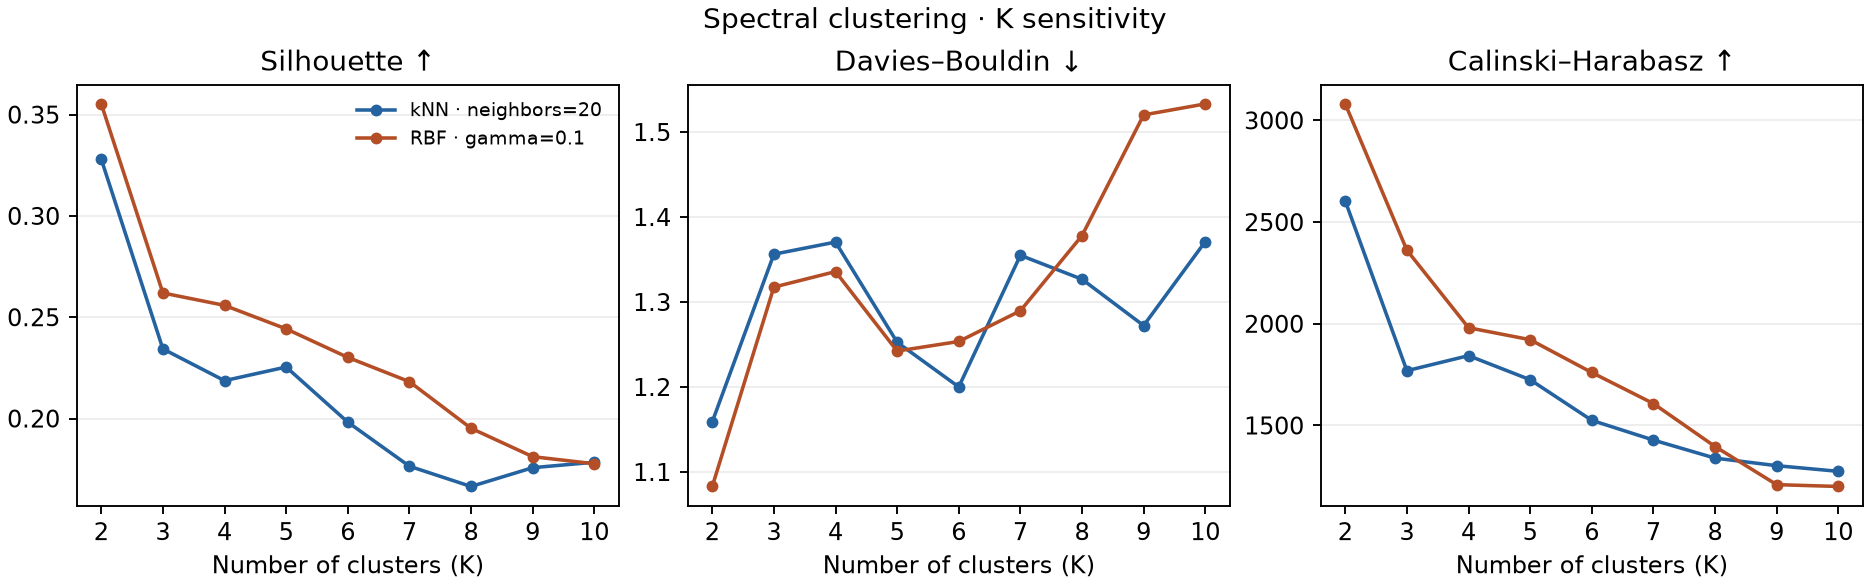 Spectral clustering · K sensitivity
Silhouette ↑
0.35
0.30
0.25
0.20
kNN · neighbors=20
RBF · gamma=0.1
2 3 4 5 6 7 8 9 10
Number of clusters (K)
Davies–Bouldin ↓
1.5
1.4
1.3
1.2
1.1
2 3 4 5 6 7 8 9 10
Number of clusters (K)
Calinski–Harabasz ↑
3000
2500
2000
1500
2 3 4 5 6 7 8 9 10
Number of clusters (K)